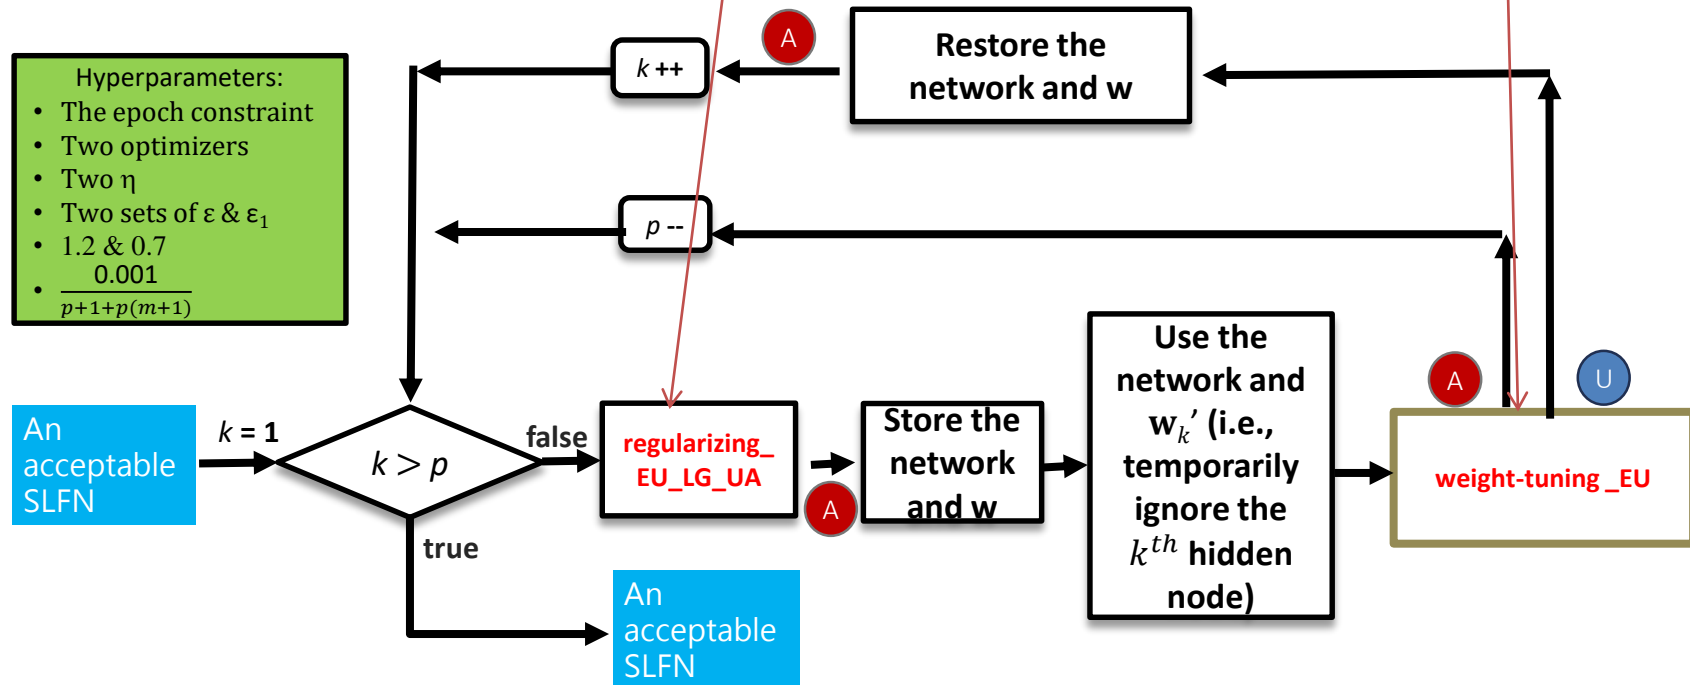 Hyperparameters:
• The epoch constraint
• Two optimizers
• Two η
• Two sets of ε & ε₁
• 1.2 & 0.7
• 0.001
p+1+p(m+1)
k ++
A
Restore the
network and w
p --
An
acceptable
SLFN
k = 1
k > p
false
true
regularizing_
EU_LG_UA
A
Store the
network
and w
Use the
network and
wₖ’ (i.e.,
temporarily
ignore the
kᵗʰ hidden
node)
A
U
weight-tuning _EU
An
acceptable
SLFN